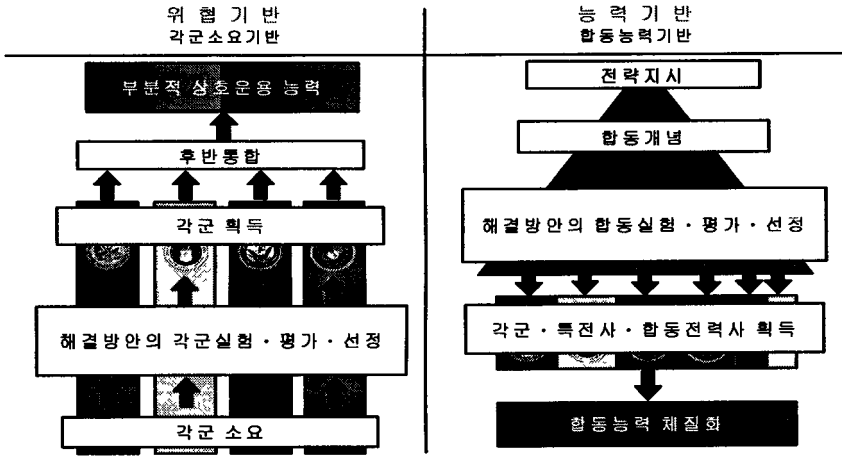 위협기반
각군소요기반
부분적 상호운용 능력
후반통합
각군 획득
해결방안의 각군실험·평가·선정
각군 소요
능력기반
합동능력기반
전략지시
합동개념
해결방안의 합동실험·평가·선정
각군·특전사·합동전력사 획득
합동능력 체질화